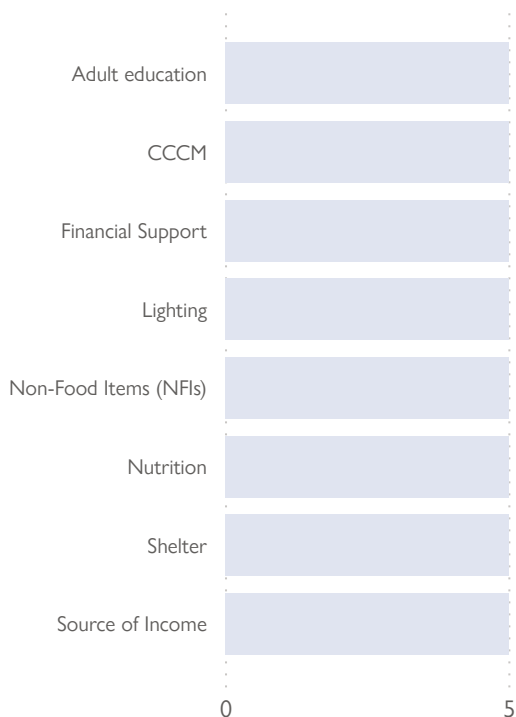 Adult education
CCCM
Financial Support
Lighting
Non-Food Items (NFIs)
Nutrition
Shelter
Source of Income
0 5